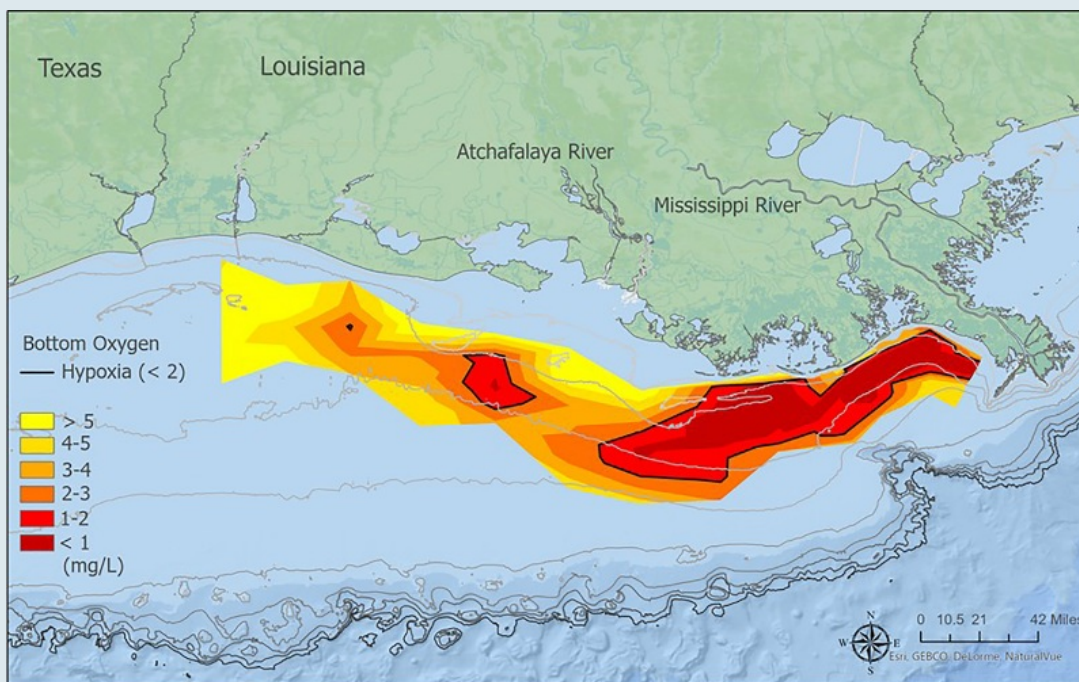 Texas
Louisiana
Atchafalaya River
Mississippi River
Bottom Oxygen
Hypoxia (< 2)
> 5
4-5
3-4
2-3
1-2
< 1
(mg/L)
N
W E
S
0 10.5 21 42 Miles
Esri, GEBCO, DeLorme, NaturalVue